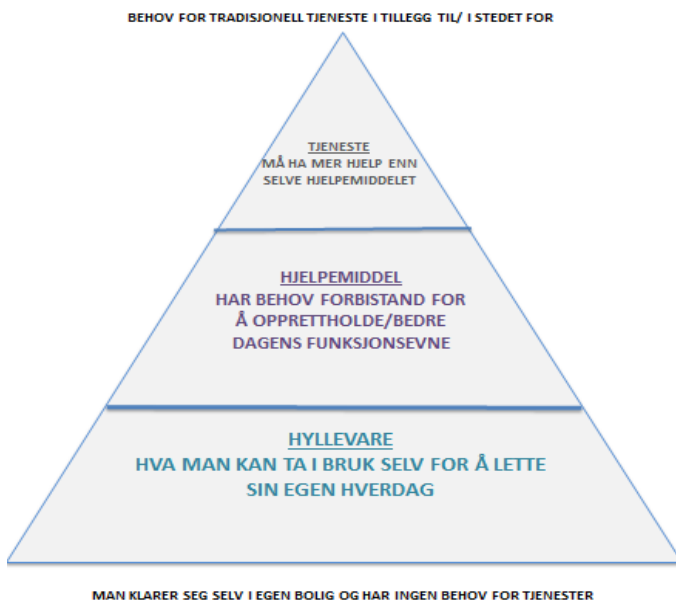 BEHOV FOR TRADISJONELL TJENESTE I TILLEGG TIL/ I STEDET FOR
TJENESTE
MÅ HA MER HJELP ENN
SELVE HJELPEMIDDELET
HJELPEMIDDEL
HAR BEHOV FORBISTAND FOR
Å OPPRETTHOLDE/BEDRE
DAGENS FUNKSJONSEVNE
HYLLEVARE
HVA MAN KAN TA I BRUK SELV FOR Å LETTE
SIN EGEN HVERDAG
MAN KLARER SEG SELV I EGEN BOLIG OG HAR INGEN BEHOV FOR TJENESTER